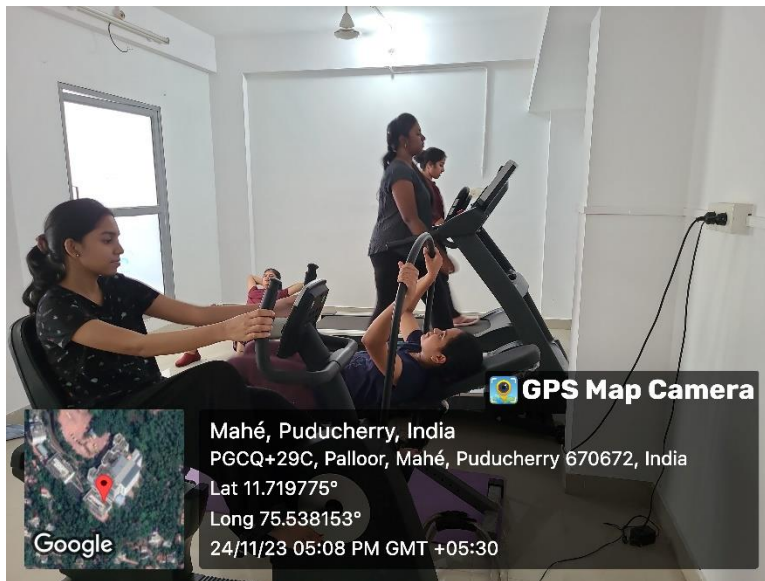 GPS Map Camera
Mahé, Puducherry, India
PGCQ+29C, Palloor, Mahé, Puducherry 670672, India
Lat 11.719775°
Long 75.538153°
24/11/23 05:08 PM GMT +05:30
Google